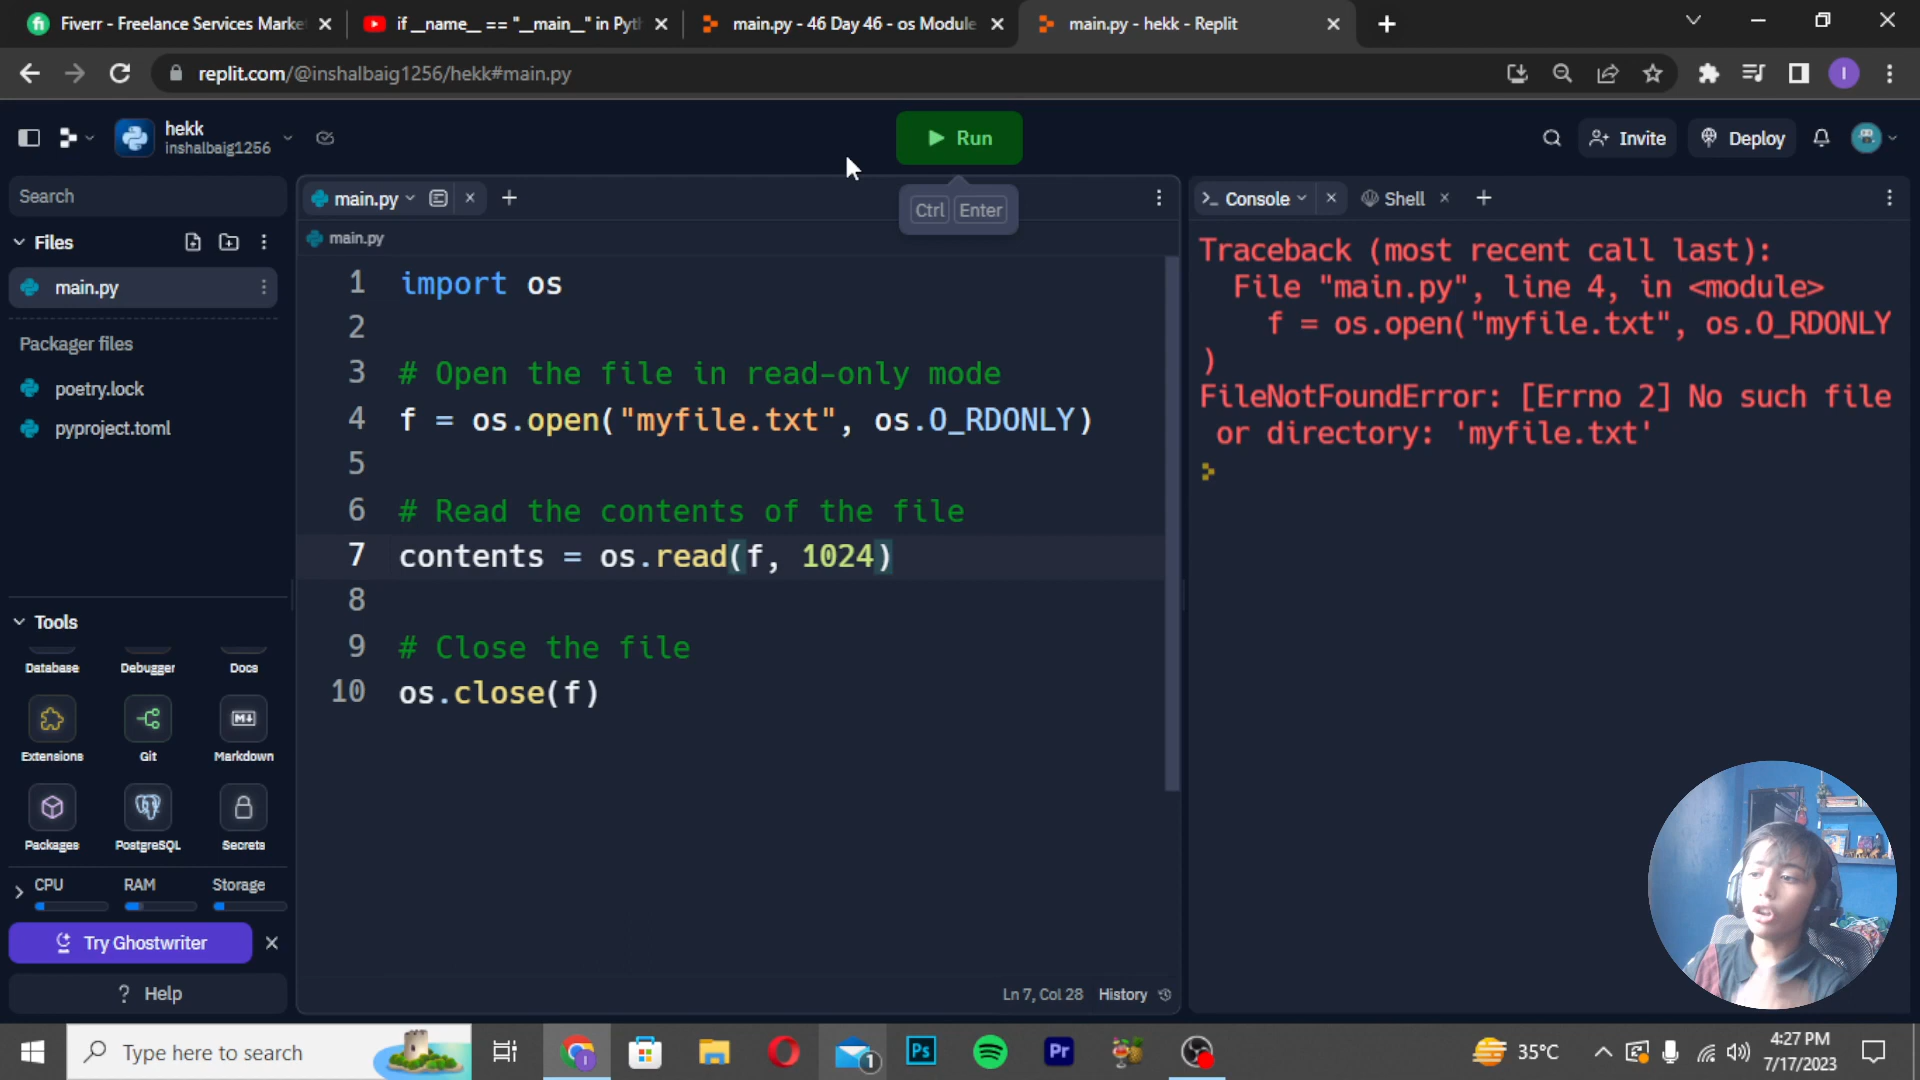 Fiverr - Freelance Services Market
if __name__ == "__main__" in Pyth
main.py - 46 Day 46 - os Module
main.py - hekk - Replit
replit.com/@inshalbaig1256/hekk#main.py
I
hekk
inshalbaig1256
Run
Invite
Deploy
Ctrl Enter
Search
main.py
Console
Shell
Files
main.py
main.py
Packager files
poetry.lock
pyproject.toml
1 import os
2
3 # Open the file in read-only mode
4 f = os.open("myfile.txt", os.O_RDONLY)
5
6 # Read the contents of the file
7 contents = os.read(f, 1024)
8
9 # Close the file
10 os.close(f)
Traceback (most recent call last):
File "main.py", line 4, in <module>
f = os.open("myfile.txt", os.O_RDONLY
)
FileNotFoundError: [Errno 2] No such file
or directory: 'myfile.txt'
Tools
Database
Debugger
Docs
Extensions
Git
Markdown
Packages
PostgreSQL
Secrets
CPU
RAM
Storage
Try Ghostwriter
? Help
Ln 7, Col 28 History
Type here to search
1
Ps
Pr
35°C
4:27 PM
7/17/2023